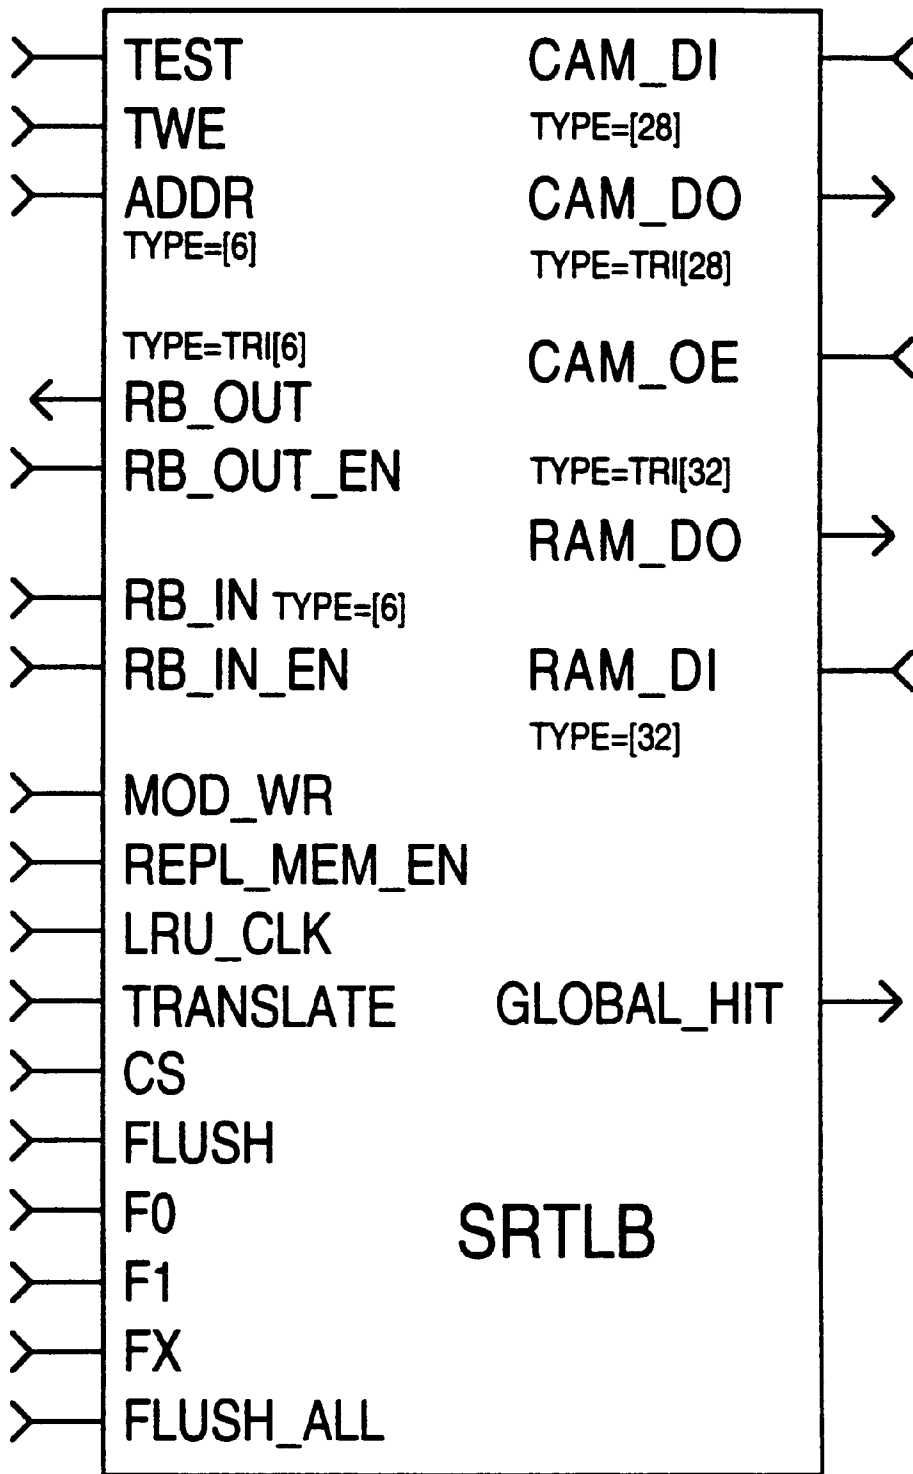 TEST
TWE
ADDR
TYPE=[6]
TYPE=TRI[6]
RB_OUT
RB_OUT_EN
RB_IN TYPE=[6]
RB_IN_EN
MOD_WR
REPL_MEM_EN
LRU_CLK
TRANSLATE
CS
FLUSH
F0
F1
FX
FLUSH_ALL
CAM_DI
TYPE=[28]
CAM_DO
TYPE=TRI[28]
CAM_OE
TYPE=TRI[32]
RAM_DO
RAM_DI
TYPE=[32]
GLOBAL_HIT
SRTLB